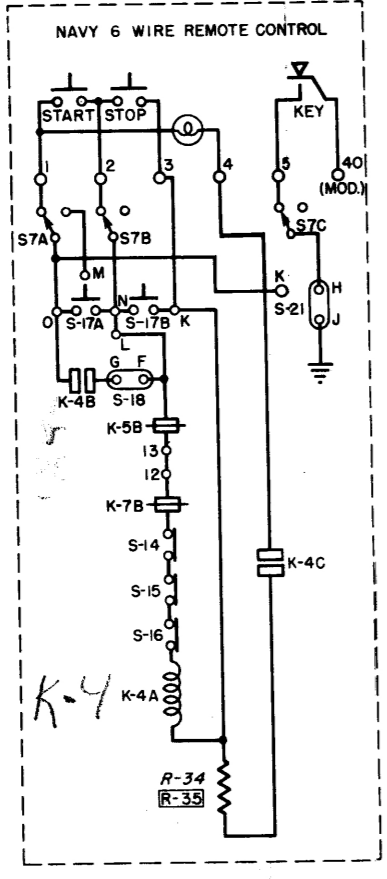 NAVY 6 WIRE REMOTE CONTROL
START STOP
KEY
1 2 3 4 5 40
(MOD.)
S7A S7B S7C
M
K H
O S-17A N S-17B K S-21
L J
G F
K-4B S-18
K-5B
13
12
K-7B
S-14
K-4C
S-15
S-16
K-4
K-4A
R-34
R-35